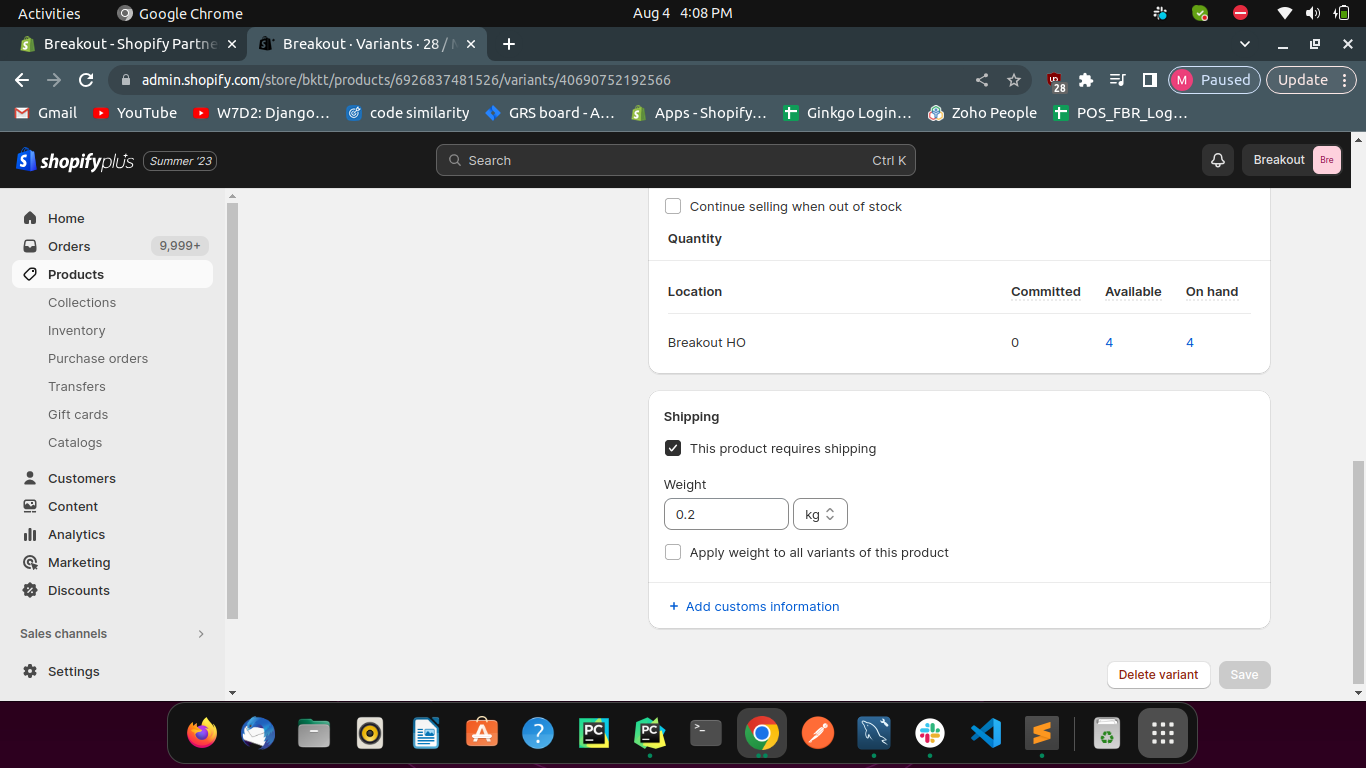 Activities
Google Chrome
Aug 4 4:08 PM
Breakout - Shopify Partne
Breakout · Variants · 28 /
admin.shopify.com/store/bktt/products/6926837481526/variants/40690752192566
28
M Paused
Update
Gmail
YouTube
W7D2: Django...
code similarity
GRS board - A...
Apps - Shopify...
Ginkgo Login...
Zoho People
POS_FBR_Log...
shopifyplus
Summer '23
Search
Ctrl K
Breakout
Bre
Home
Orders
9,999+
Products
Collections
Inventory
Purchase orders
Transfers
Gift cards
Catalogs
Customers
Content
Analytics
Marketing
Discounts
Sales channels
Settings
Continue selling when out of stock
Quantity
Location Committed Available On hand
Breakout HO 0 4 4
Shipping
This product requires shipping
Weight
0.2 kg
Apply weight to all variants of this product
+ Add customs information
Delete variant
Save
PC
PC